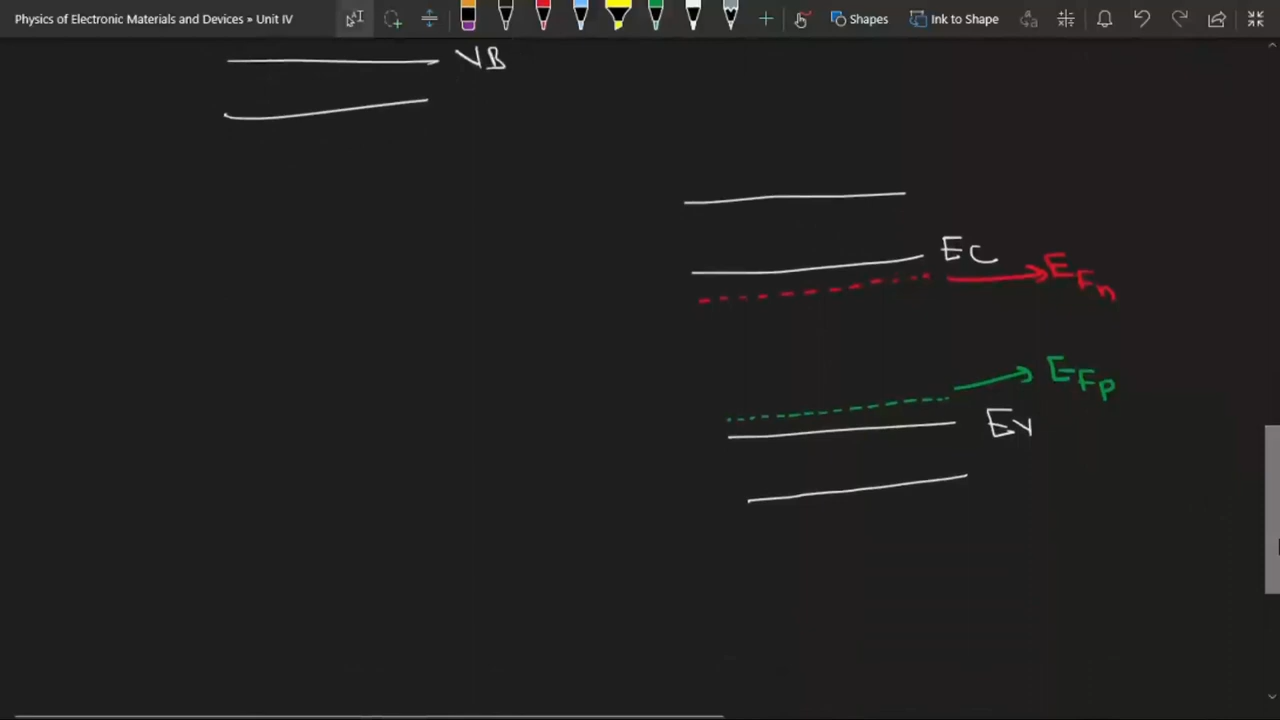 Physics of Electronic Materials and Devices » Unit IV
Shapes
Ink to Shape
VB
EC
EFn
EFp
EV